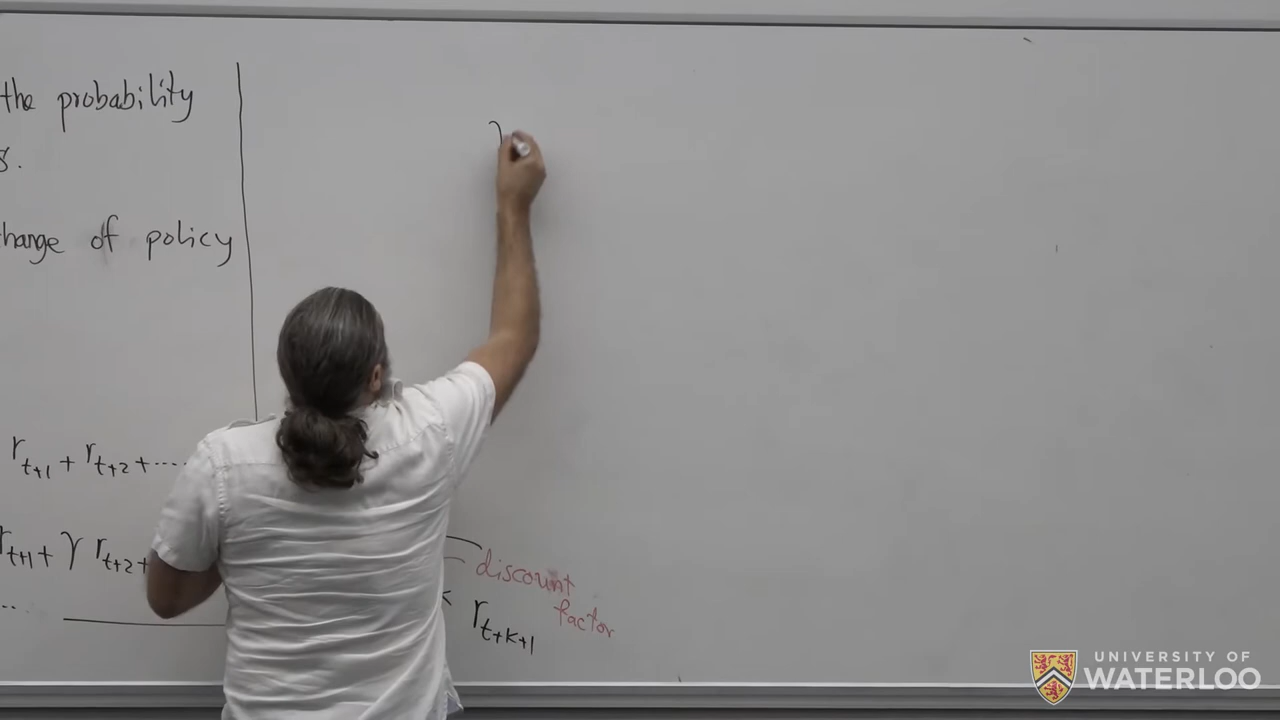 the probability
s.
hange of policy
r_{t+1} + r_{t+2} + ....
r_{t+1} + γ r_{t+2} +
discount
factor
.. r_{t+k+1}
UNIVERSITY OF
WATERLOO